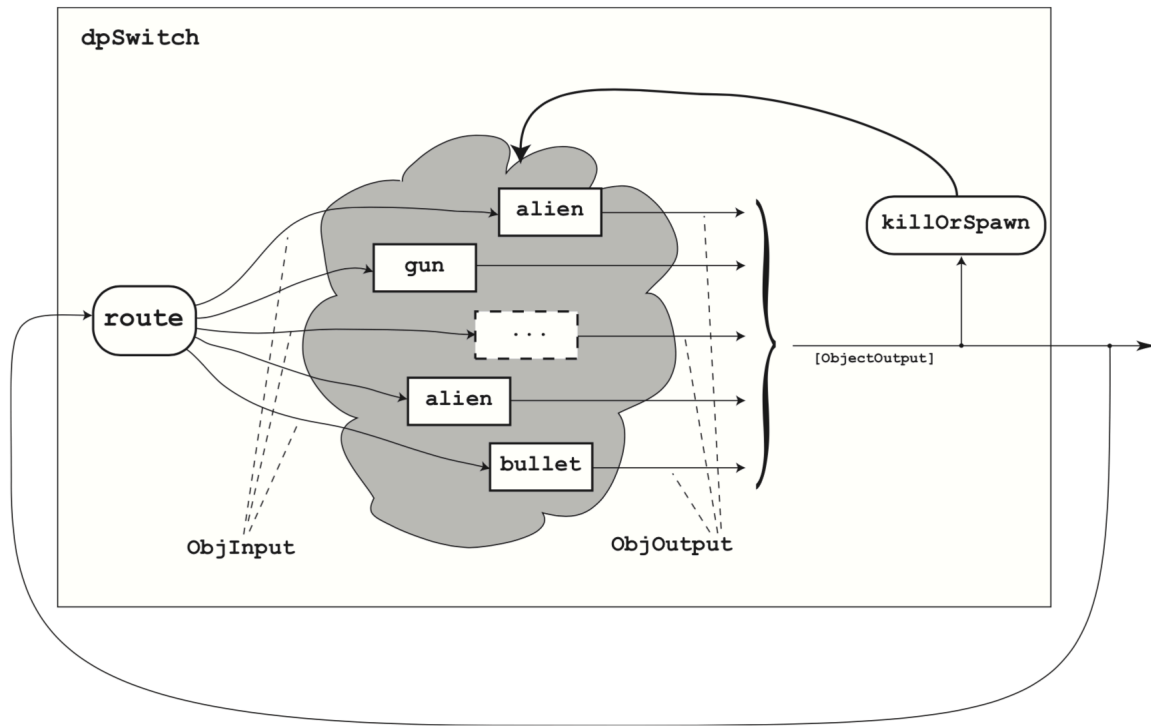 dpSwitch
alien
killOrSpawn
gun
route
...
[ObjectOutput]
alien
bullet
ObjInput
ObjOutput